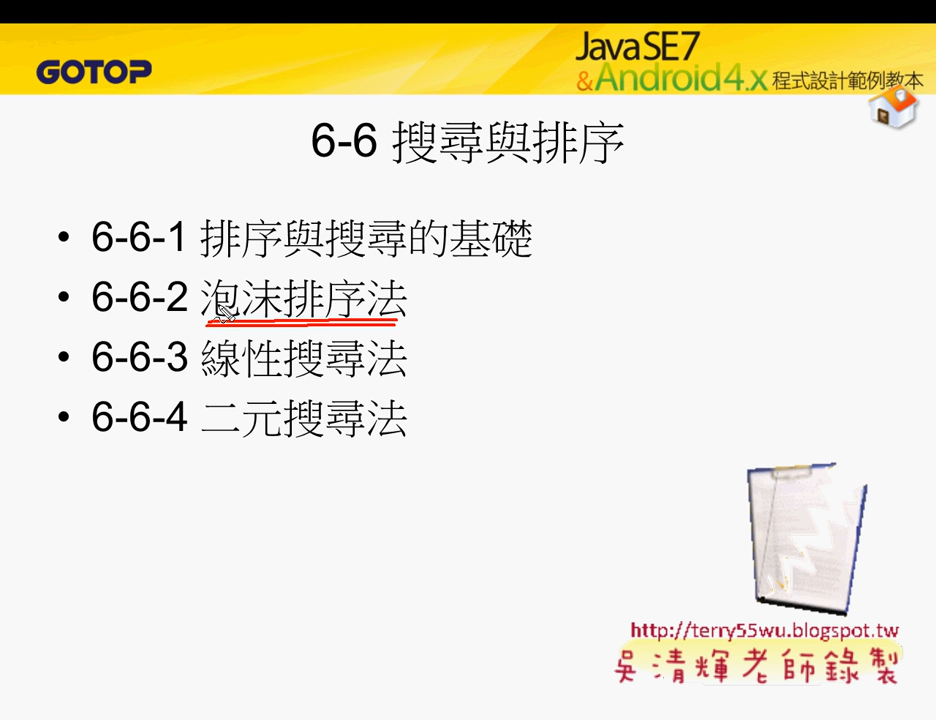 GOTOP
JavaSE7
&Android4.x 程式設計範例教本
6-6 搜尋與排序
• 6-6-1 排序與搜尋的基礎
• 6-6-2 泡沫排序法
• 6-6-3 線性搜尋法
• 6-6-4 二元搜尋法
http://terry55wu.blogspot.tw
吳清輝老師錄製